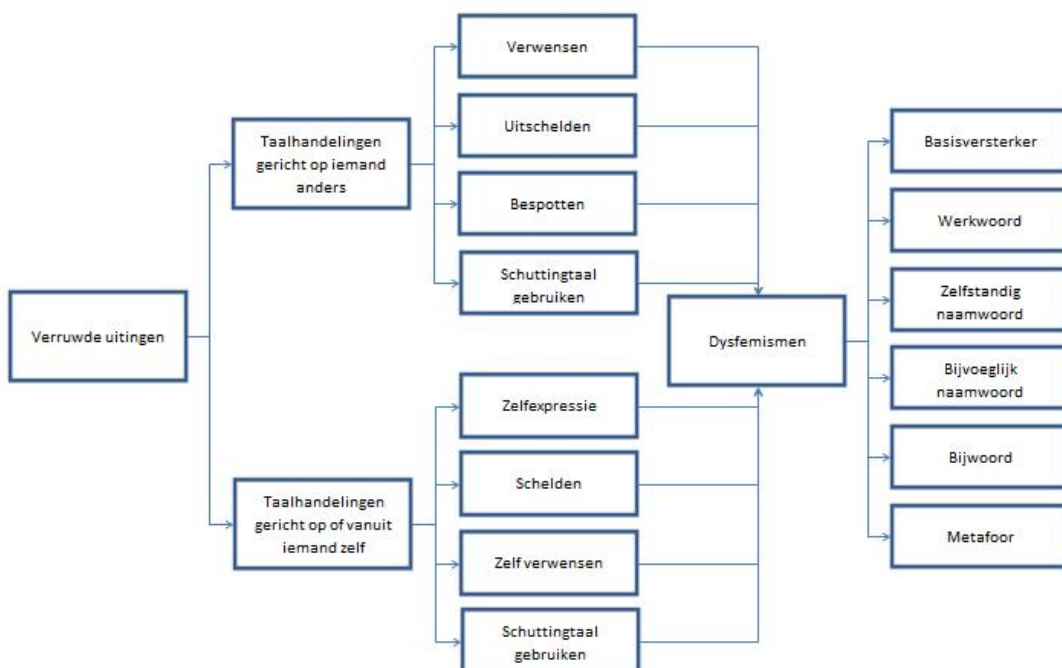 Verruwde uitingen
Taalhandelingen
gericht op iemand
anders
Taalhandelingen
gericht op of vanuit
iemand zelf
Verwensen
Uitschelden
Bespotten
Schuttingtaal
gebruiken
Zelfexpressie
Schelden
Zelf verwensen
Schuttingtaal
gebruiken
Dysfemismen
Basisversterker
Werkwoord
Zelfstandig
naamwoord
Bijvoeglijk
naamwoord
Bijwoord
Metafoor